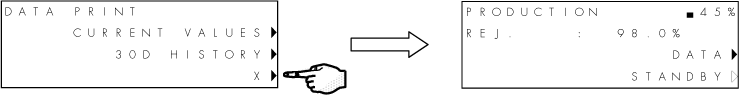 DATA PRINT
CURRENT VALUES
30D HISTORY
X
PRODUCTION 45%
REJ. : 98.0%
DATA
STANDBY